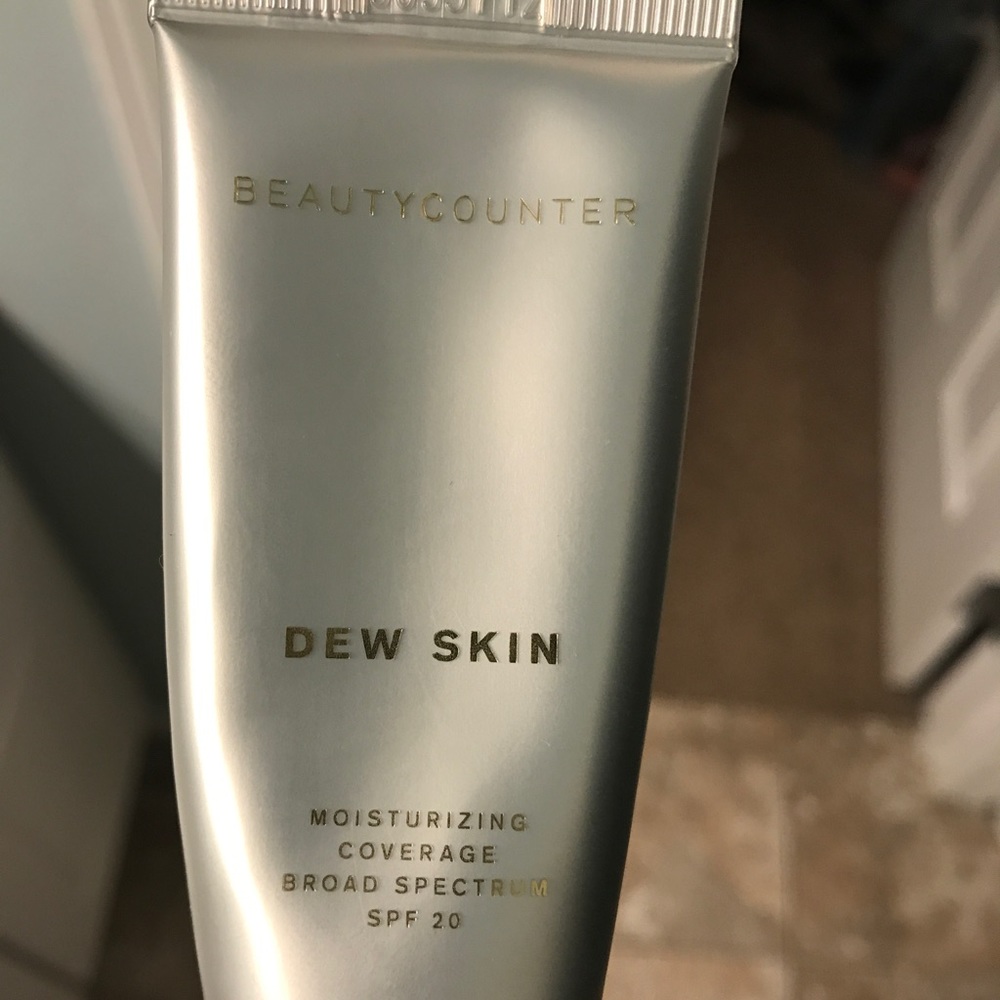 BEAUTYCOUNTER
DEW SKIN
MOISTURIZING
COVERAGE
BROAD SPECTRUM
SPF 20